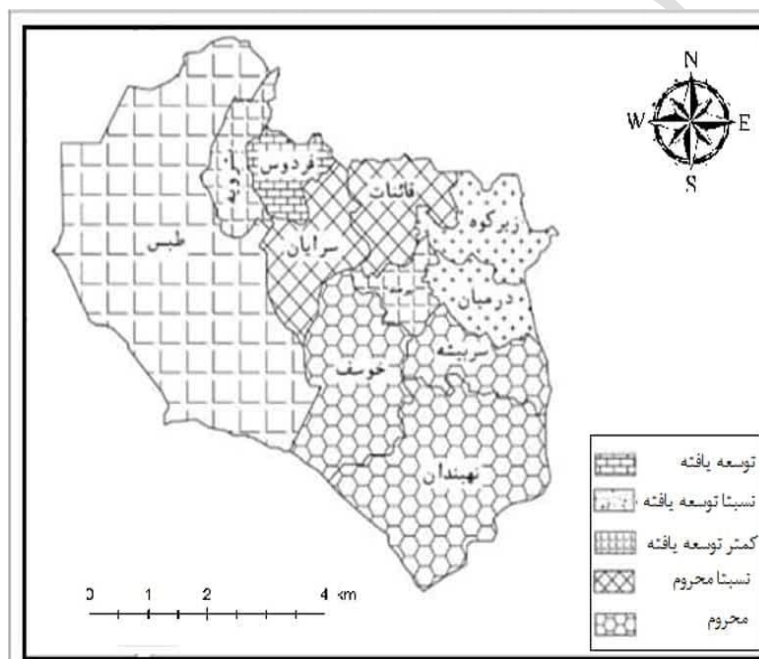 N
W E
S
فردوس
قائنات
زیرکوه
سرایان
طبس
درمیان
سربیشه
خوسف
نهبندان
توسعه یافته
نسبتا توسعه یافته
کمتر توسعه یافته
نسبتا محروم
محروم
0 1 2 4 km